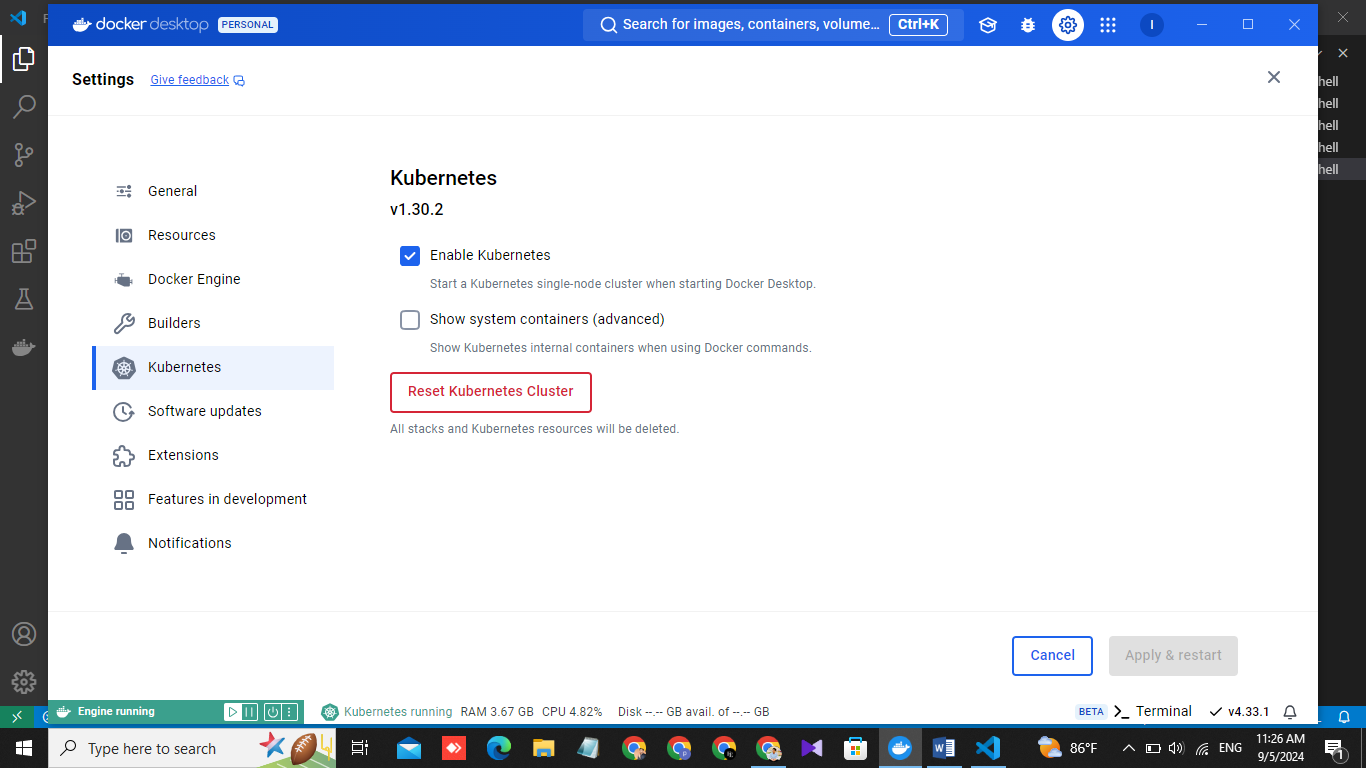 F
docker desktop PERSONAL
Search for images, containers, volume... Ctrl+K
I
Settings Give feedback
hell
hell
hell
hell
hell
General
Resources
Docker Engine
Builders
Kubernetes
Software updates
Extensions
Features in development
Notifications
Kubernetes
v1.30.2
Enable Kubernetes
Start a Kubernetes single-node cluster when starting Docker Desktop.
Show system containers (advanced)
Show Kubernetes internal containers when using Docker commands.
Reset Kubernetes Cluster
All stacks and Kubernetes resources will be deleted.
Cancel Apply & restart
Engine running Kubernetes running RAM 3.67 GB CPU 4.82% Disk --.-- GB avail. of --.-- GB BETA Terminal v4.33.1
Type here to search 86°F ENG 11:26 AM
9/5/2024 1